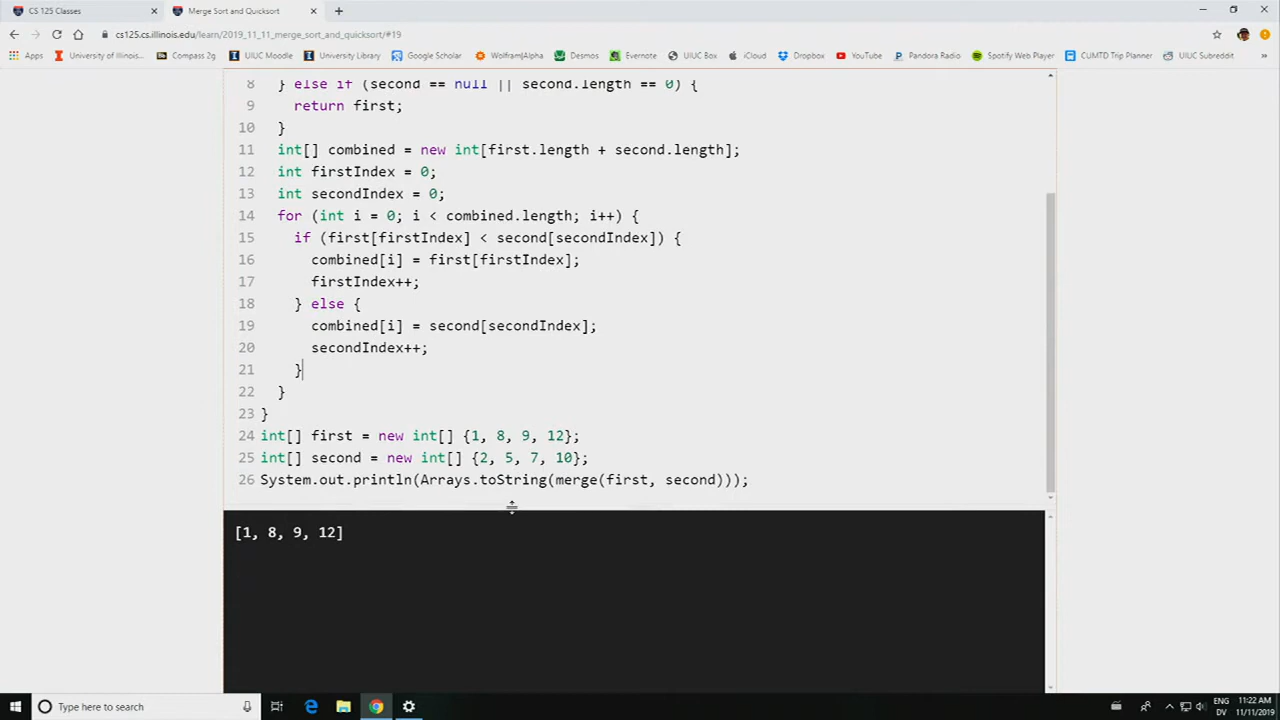 CS 125 Classes
Merge Sort and Quicksort
cs125.cs.illinois.edu/learn/2019_11_11_merge_sort_and_quicksort/#19
Apps University of Illinois... Compass 2g UIUC Moodle University Library Google Scholar Wolfram|Alpha Desmos Evernote UIUC Box iCloud Dropbox YouTube Pandora Radio Spotify Web Player CUMTD Trip Planner UIUC Subreddit
8 } else if (second == null || second.length == 0) {
9 return first;
10 }
11 int[] combined = new int[first.length + second.length];
12 int firstIndex = 0;
13 int secondIndex = 0;
14 for (int i = 0; i < combined.length; i++) {
15 if (first[firstIndex] < second[secondIndex]) {
16 combined[i] = first[firstIndex];
17 firstIndex++;
18 } else {
19 combined[i] = second[secondIndex];
20 secondIndex++;
21 }
22 }
23 }
24 int[] first = new int[] {1, 8, 9, 12};
25 int[] second = new int[] {2, 5, 7, 10};
26 System.out.println(Arrays.toString(merge(first, second)));
[1, 8, 9, 12]
Type here to search
ENG 11:22 AM
DV 11/11/2019